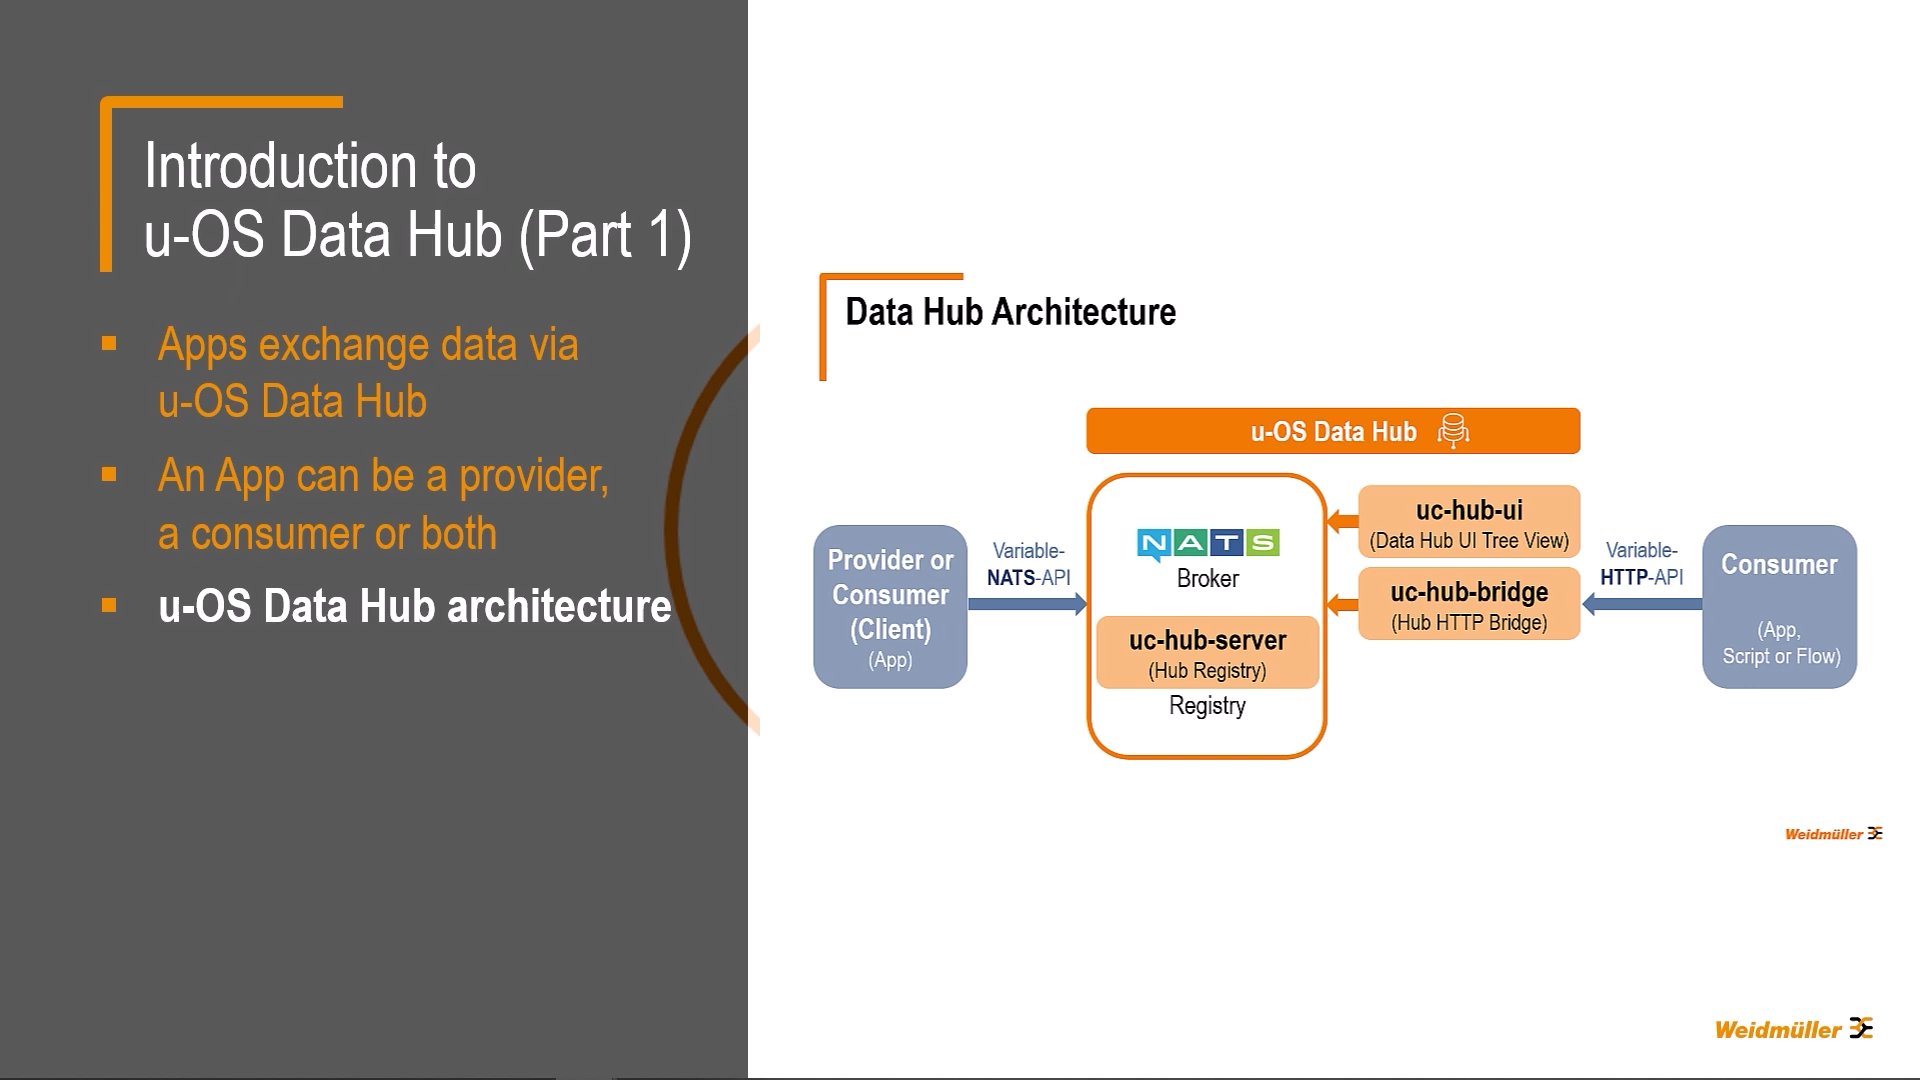 Introduction to
u-OS Data Hub (Part 1)
▪ Apps exchange data via
u-OS Data Hub
▪ An App can be a provider,
a consumer or both
▪ u-OS Data Hub architecture
Data Hub Architecture
u-OS Data Hub
Provider or
Consumer
(Client)
(App)
Variable-
NATS-API
NATS
Broker
uc-hub-server
(Hub Registry)
Registry
uc-hub-ui
(Data Hub UI Tree View)
uc-hub-bridge
(Hub HTTP Bridge)
Variable-
HTTP-API
Consumer
(App,
Script or Flow)
Weidmüller
Weidmüller